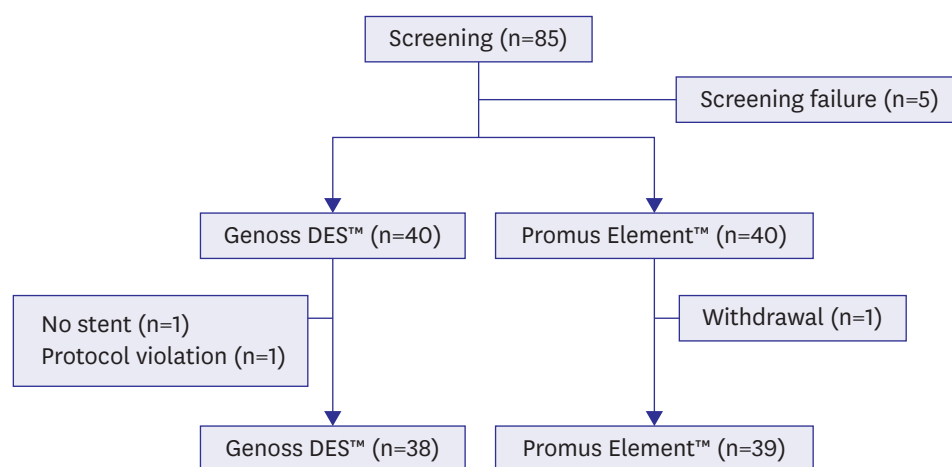 Screening (n=85)
Screening failure (n=5)
Genoss DES™ (n=40)
Promus Element™ (n=40)
No stent (n=1)
Protocol violation (n=1)
Withdrawal (n=1)
Genoss DES™ (n=38)
Promus Element™ (n=39)